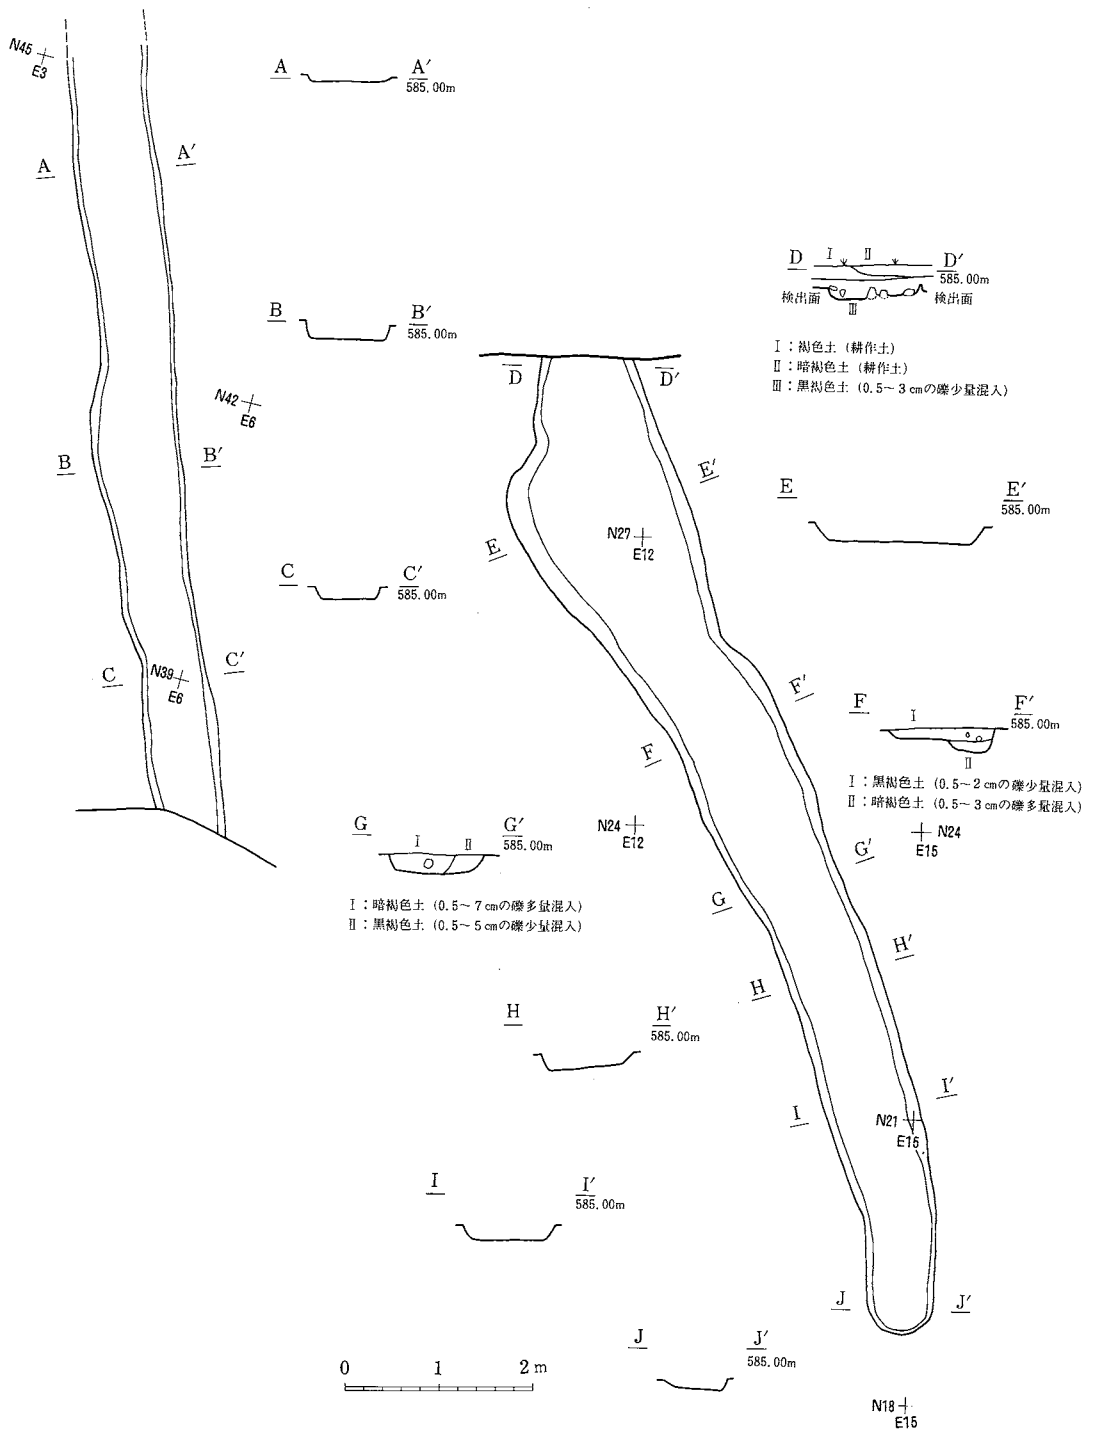 N45
E3
A A′
585.00m
A A′
D I II D′
585.00m
検出面 III 検出面
I：褐色土（耕作土）
II：暗褐色土（耕作土）
III：黒褐色土（0.5～3cmの礫少量混入）
B B′
585.00m
D D′
N42
E6
B B′
E′
E E′
585.00m
N27
E12
E
C C′
585.00m
C C′
N39
E6
F′
F I F′
585.00m
II
I：黒褐色土（0.5～2cmの礫少量混入）
II：暗褐色土（0.5～3cmの礫多量混入）
F
G I II G′
585.00m
N24
E12
N24
E15
G′
I：暗褐色土（0.5～7cmの礫多量混入）
II：黒褐色土（0.5～5cmの礫少量混入）
G
H′
H
H H′
585.00m
I′
I
N21
E15
I I′
585.00m
J J′
J J′
585.00m
0 1 2m
N18
E15